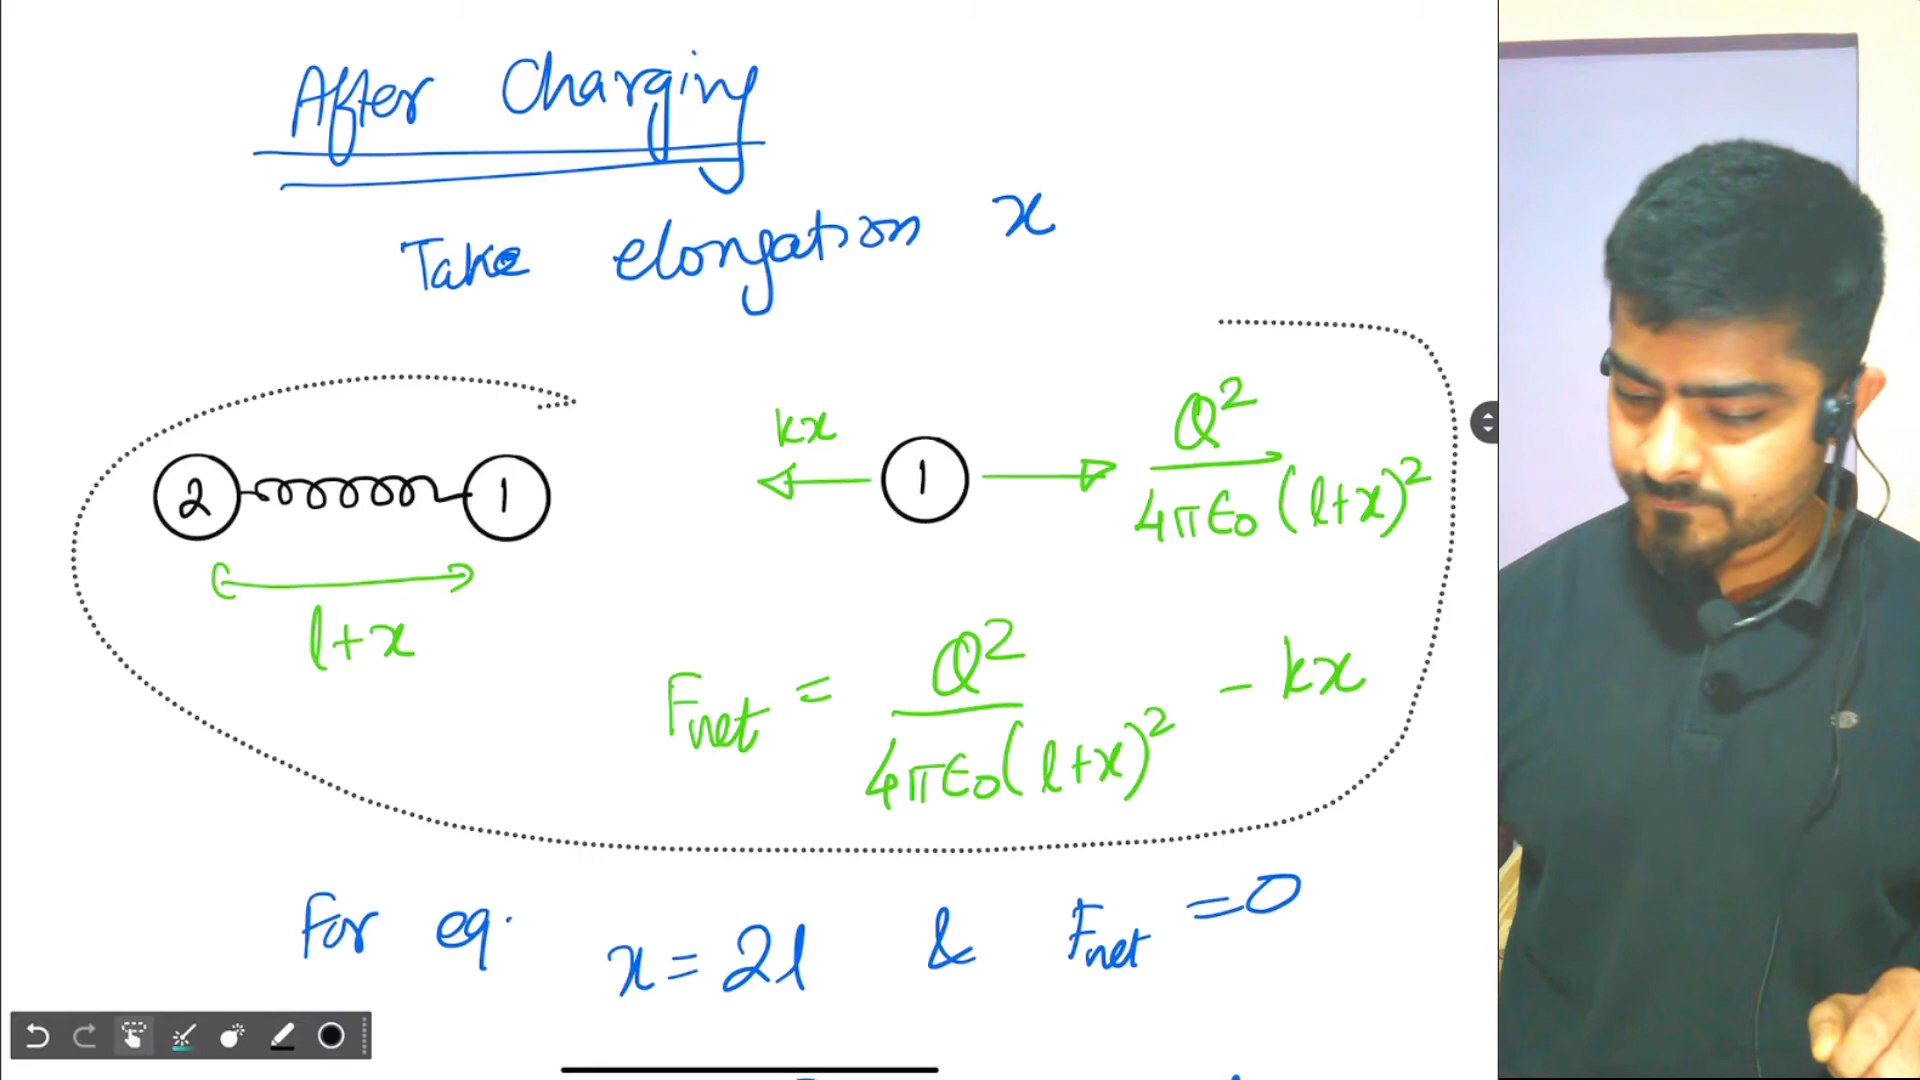 After Charging
Take elongation x
2 1
l+x
kx
1
Q²/4πϵ₀(l+x)²
Fnet = Q²/4πϵ₀(l+x)² - kx
For eq. x = 2l & Fnet = 0